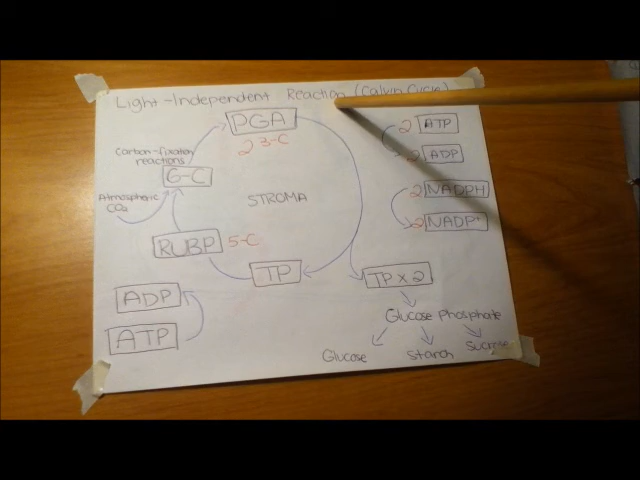 Light-Independent Reaction (Calvin Cycle)
PGA
2 3-C
2 ATP
2 ADP
Carbon-fixation
reactions
6-C
Atmospheric
CO2
STROMA
2 NADPH
2 NADP+
RUBP 5-C
TP
TP x 2
ADP
ATP
Glucose Phosphate
Glucose
Starch
Sucrose